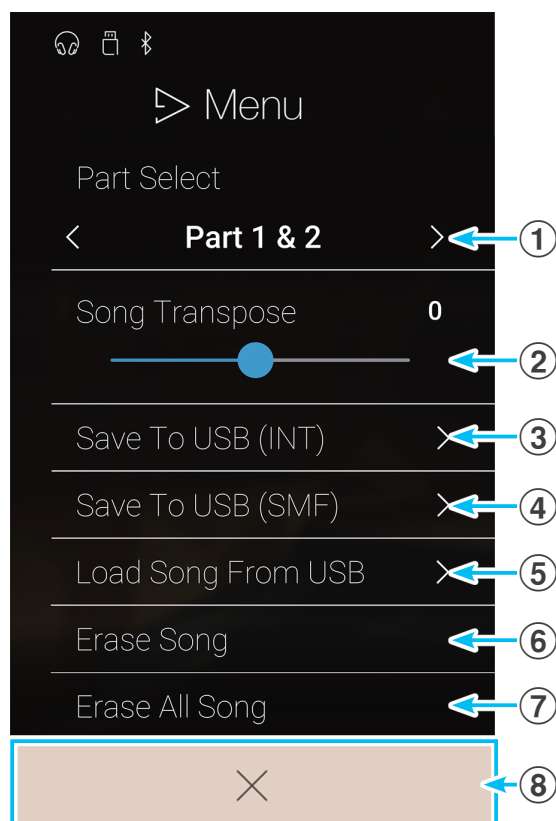 Menu
Part Select
< Part 1 & 2 > 1
Song Transpose 0
2
Save To USB (INT) > 3
Save To USB (SMF) > 4
Load Song From USB > 5
Erase Song 6
Erase All Song 7
8